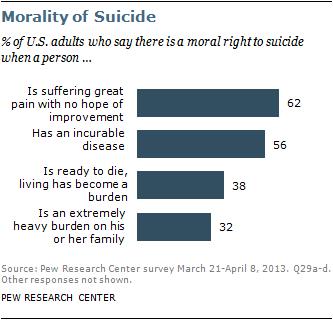 Morality of Suicide
% of U.S. adults who say there is a moral right to suicide
when a person ...
Is suffering great
pain with no hope of
improvement
62
Has an incurable
disease
56
Is ready to die,
living has become a
burden
38
Is an extremely
heavy burden on his
or her family
32
Source: Pew Research Center survey March 21-April 8, 2013. Q29a-d.
Other responses not shown.
PEW RESEARCH CENTER